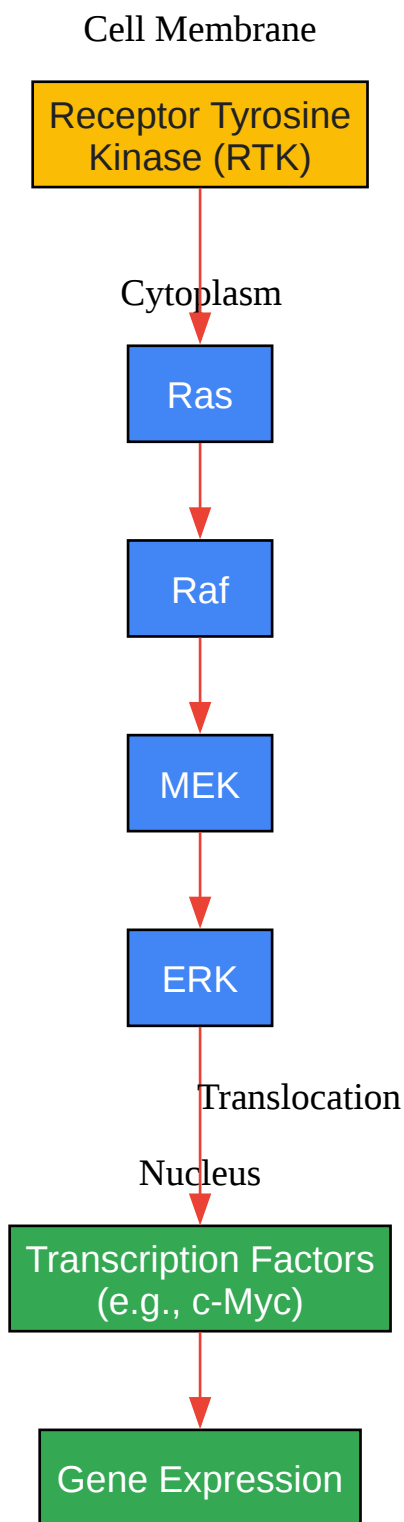 Cell Membrane
Receptor Tyrosine
Kinase (RTK)
Cytoplasm
Ras
Raf
MEK
ERK
Translocation
Nucleus
Transcription Factors
(e.g., c-Myc)
Gene Expression